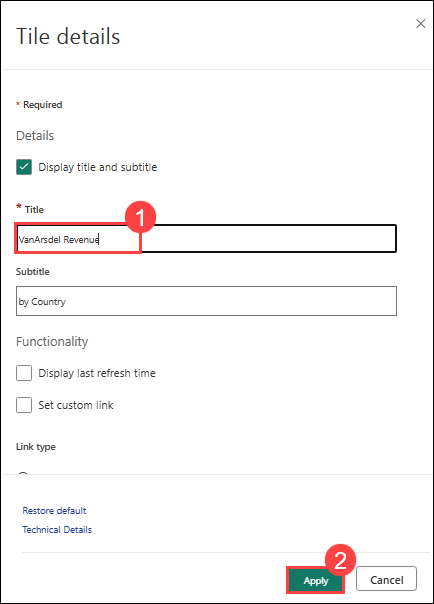 Tile details
* Required
Details
Display title and subtitle
1
* Title
VanArsdel Revenue
Subtitle
by Country
Functionality
Display last refresh time
Set custom link
Link type
Restore default
Technical Details
2
Apply
Cancel